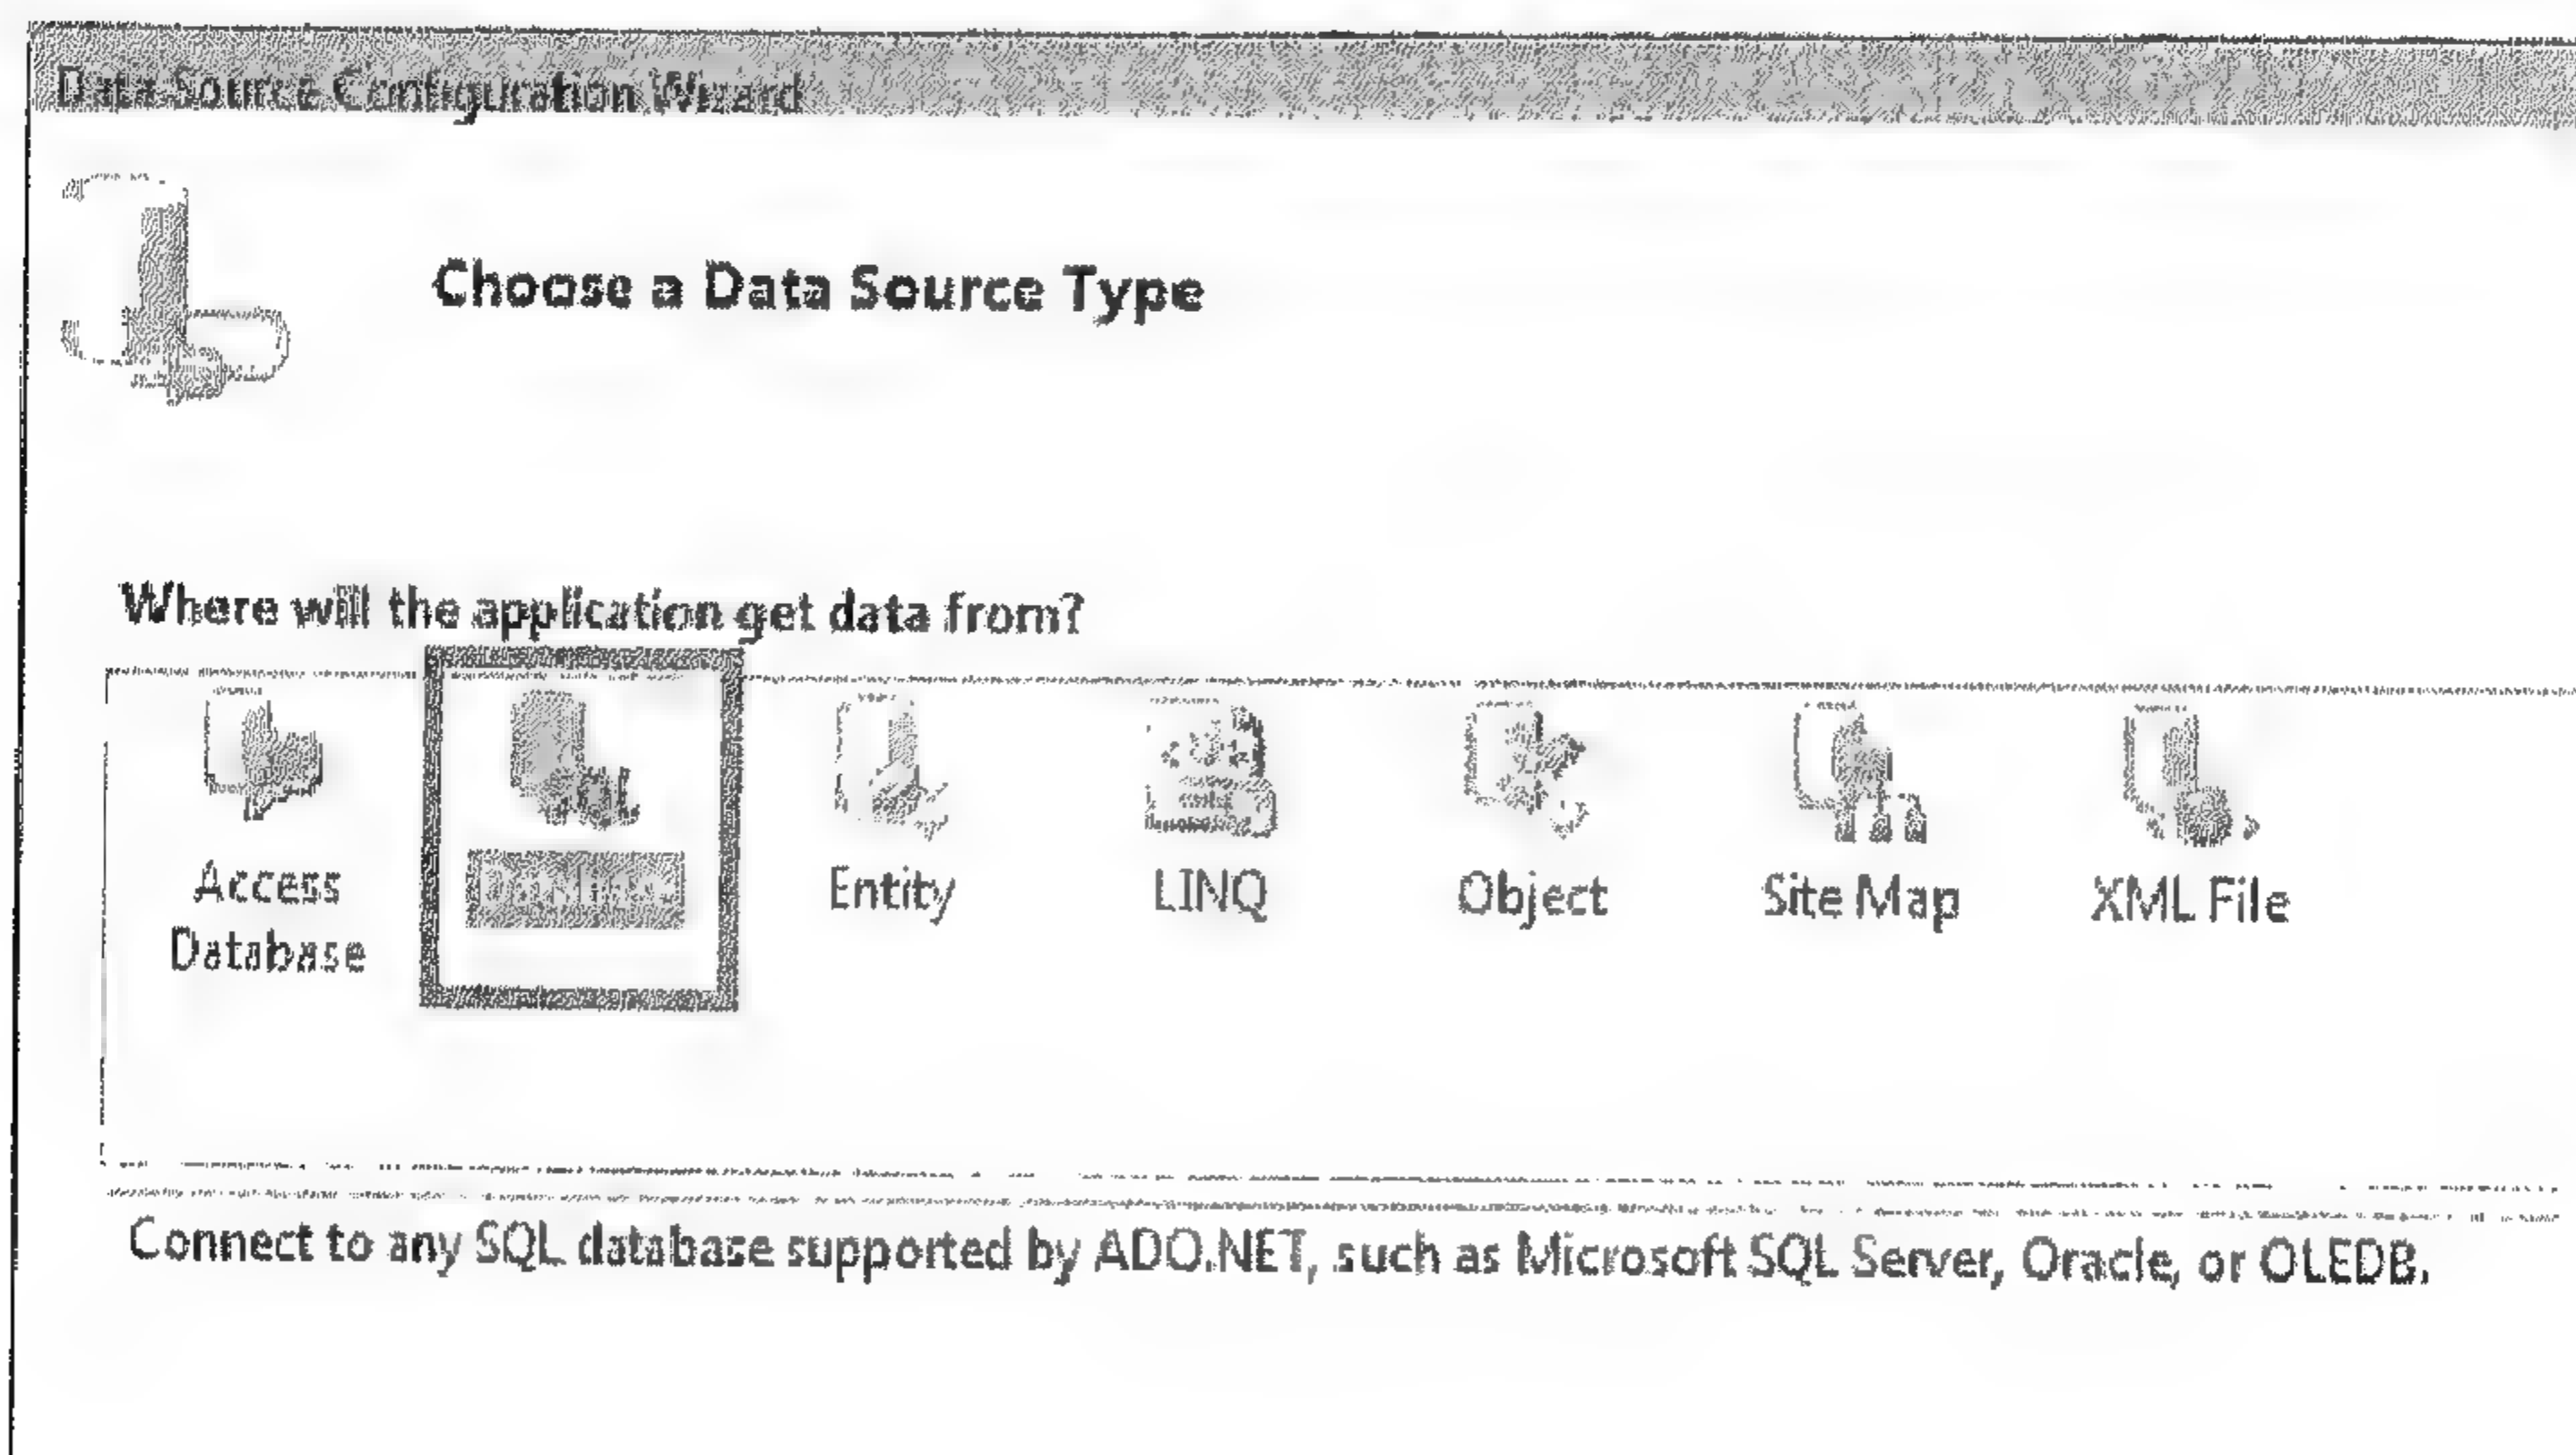 Data Source Configuration Wizard
Choose a Data Source Type
Where will the application get data from?
Access
Database
Database
Entity
LINQ
Object
Site Map
XML File
Connect to any SQL database supported by ADO.NET, such as Microsoft SQL Server, Oracle, or OLEDB.